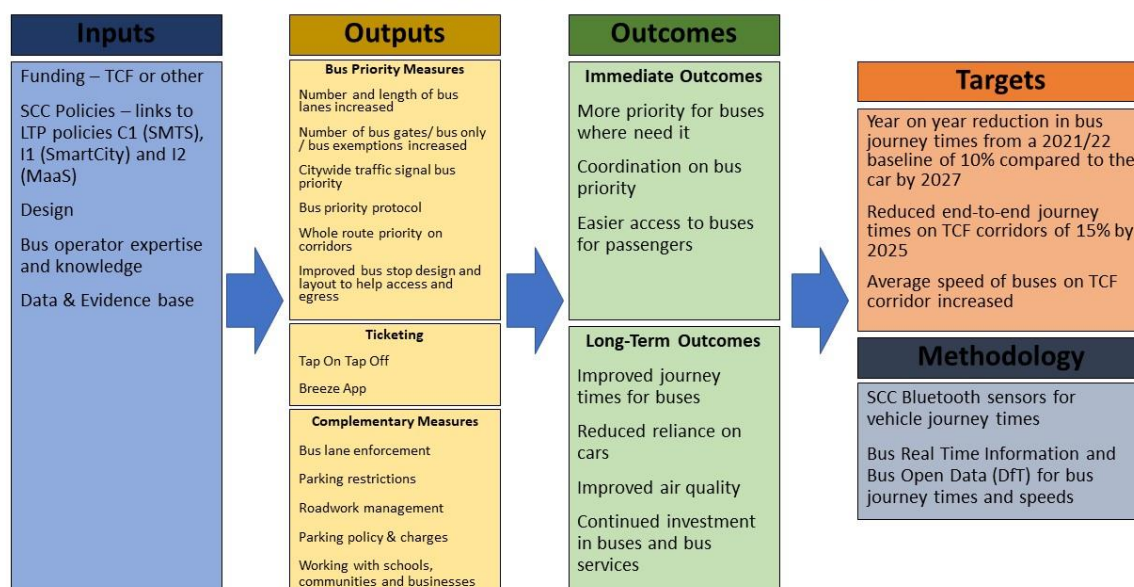 Inputs
Funding – TCF or other
SCC Policies – links to
LTP policies C1 (SMTS),
I1 (SmartCity) and I2
(MaaS)
Design
Bus operator expertise
and knowledge
Data & Evidence base
Outputs
Bus Priority Measures
Number and length of bus
lanes increased
Number of bus gates/ bus only
/ bus exemptions increased
Citywide traffic signal bus
priority
Bus priority protocol
Whole route priority on
corridors
Improved bus stop design and
layout to help access and
egress
Ticketing
Tap On Tap Off
Breeze App
Complementary Measures
Bus lane enforcement
Parking restrictions
Roadwork management
Parking policy & charges
Working with schools,
communities and businesses
Outcomes
Immediate Outcomes
More priority for buses
where need it
Coordination on bus
priority
Easier access to buses
for passengers
Long-Term Outcomes
Improved journey
times for buses
Reduced reliance on
cars
Improved air quality
Continued investment
in buses and bus
services
Targets
Year on year reduction in bus
journey times from a 2021/22
baseline of 10% compared to the
car by 2027
Reduced end-to-end journey
times on TCF corridors of 15% by
2025
Average speed of buses on TCF
corridor increased
Methodology
SCC Bluetooth sensors for
vehicle journey times
Bus Real Time Information and
Bus Open Data (DfT) for bus
journey times and speeds